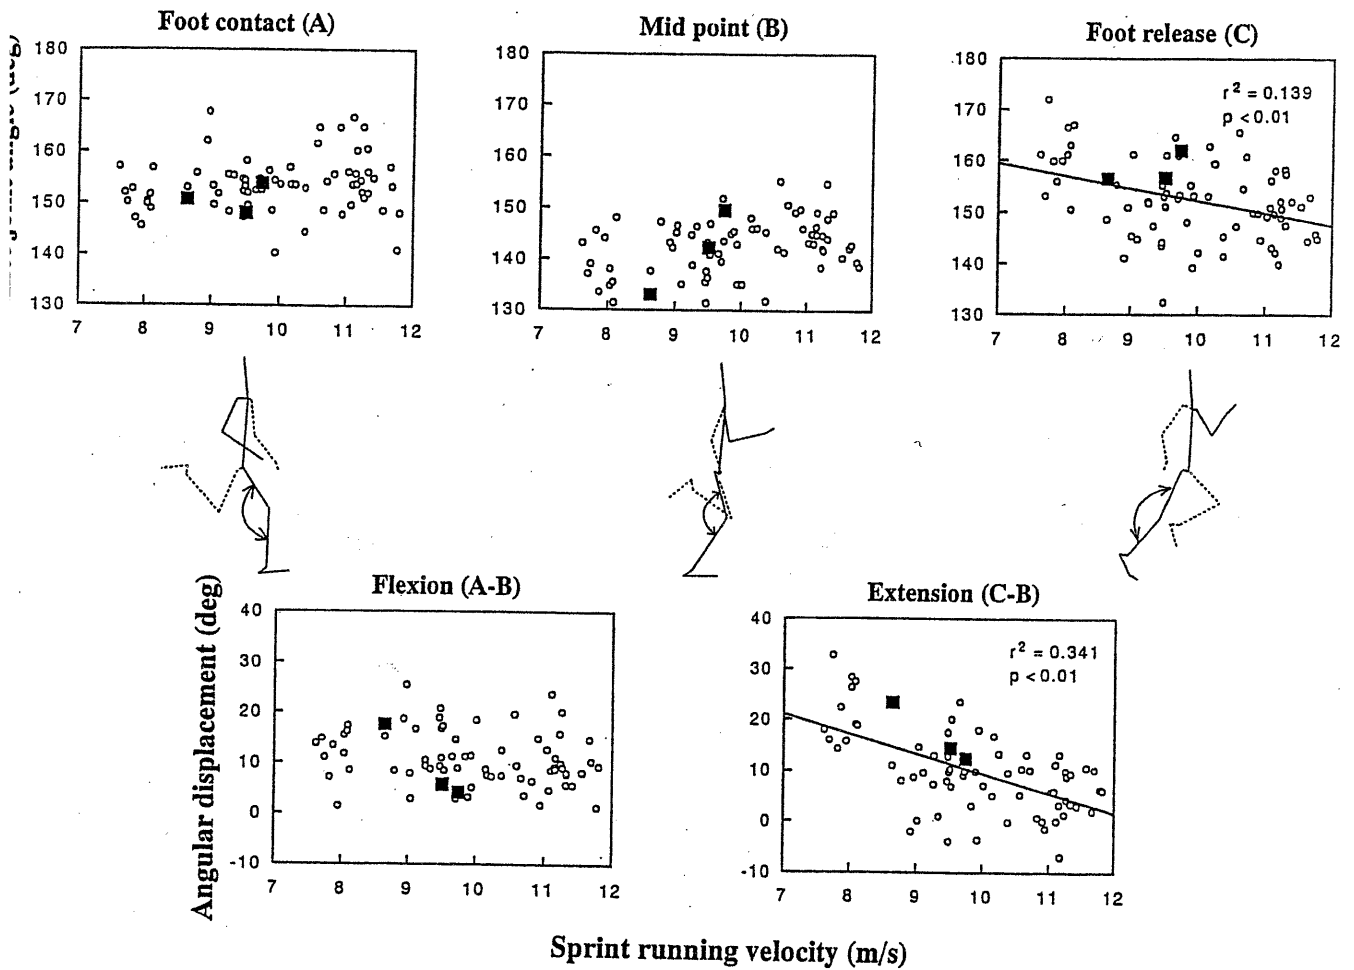 Foot contact (A)
180
170
160
150
140
130
7 8 9 10 11 12
Mid point (B)
180
170
160
150
140
130
7 8 9 10 11 12
Foot release (C)
180
170
160
150
140
130
7 8 9 10 11 12
r² = 0.139
p < 0.01
joint angle (deg)
Flexion (A-B)
40
30
20
10
0
-10
7 8 9 10 11 12
Angular displacement (deg)
Extension (C-B)
40
30
20
10
0
-10
7 8 9 10 11 12
r² = 0.341
p < 0.01
Sprint running velocity (m/s)